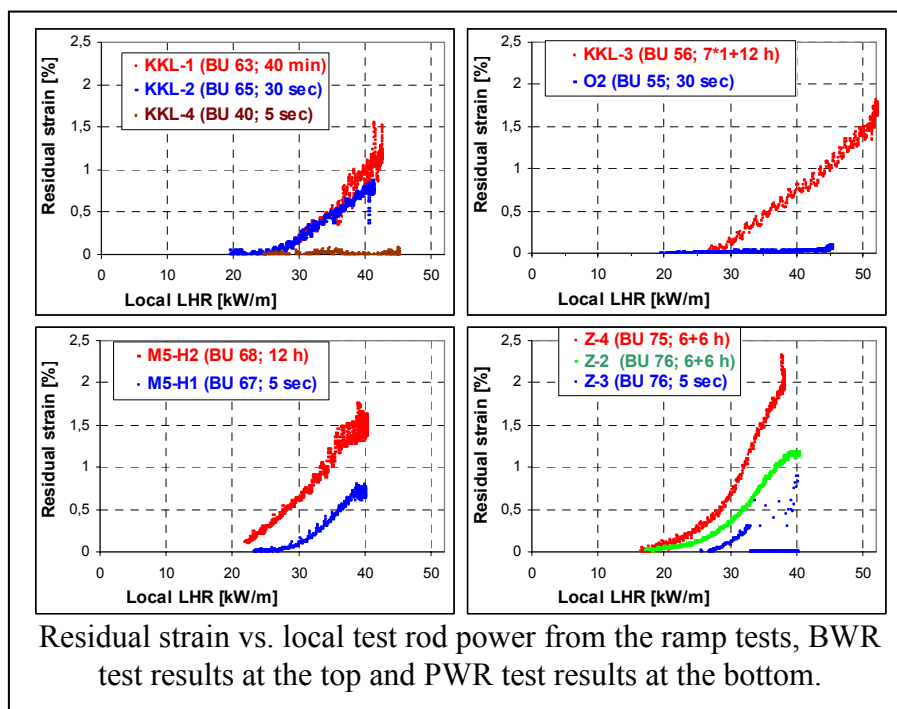 2,5
2
1,5
1
0,5
0
Residual strain [%]
KKL-1 (BU 63; 40 min)
KKL-2 (BU 65; 30 sec)
KKL-4 (BU 40; 5 sec)
0 10 20 30 40 50
Local LHR [kW/m]
2,5
2
1,5
1
0,5
0
Residual strain [%]
KKL-3 (BU 56; 7*1+12 h)
O2 (BU 55; 30 sec)
0 10 20 30 40 50
Local LHR [kW/m]
2,5
2
1,5
1
0,5
0
Residual strain [%]
M5-H2 (BU 68; 12 h)
M5-H1 (BU 67; 5 sec)
0 10 20 30 40 50
Local LHR [kW/m]
2,5
2
1,5
1
0,5
0
Residual strain [%]
Z-4 (BU 75; 6+6 h)
Z-2 (BU 76; 6+6 h)
Z-3 (BU 76; 5 sec)
0 10 20 30 40 50
Local LHR [kW/m]
Residual strain vs. local test rod power from the ramp tests, BWR
test results at the top and PWR test results at the bottom.